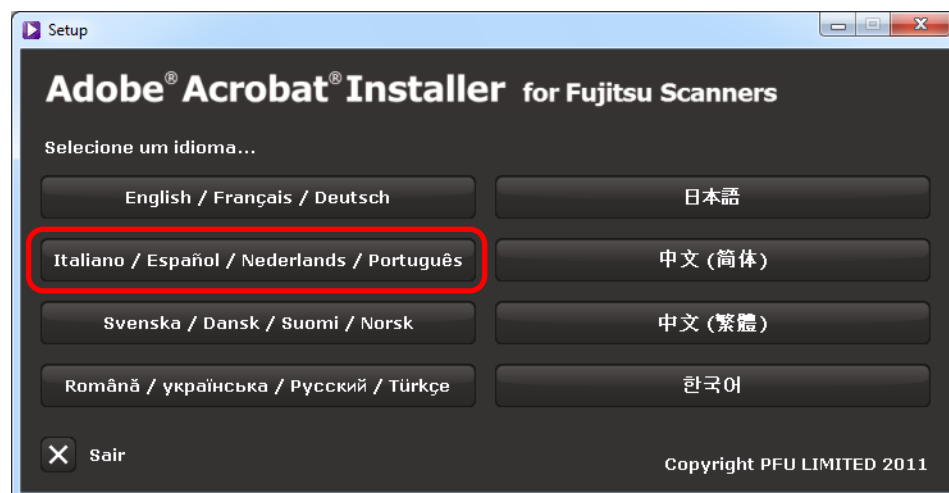 Setup
Adobe® Acrobat® Installer for Fujitsu Scanners
Selecione um idioma...
English / Français / Deutsch
日本語
Italiano / Español / Nederlands / Português
中文 (简体)
Svenska / Dansk / Suomi / Norsk
中文 (繁體)
Română / українська / Русский / Türkçe
한국어
Sair
Copyright PFU LIMITED 2011